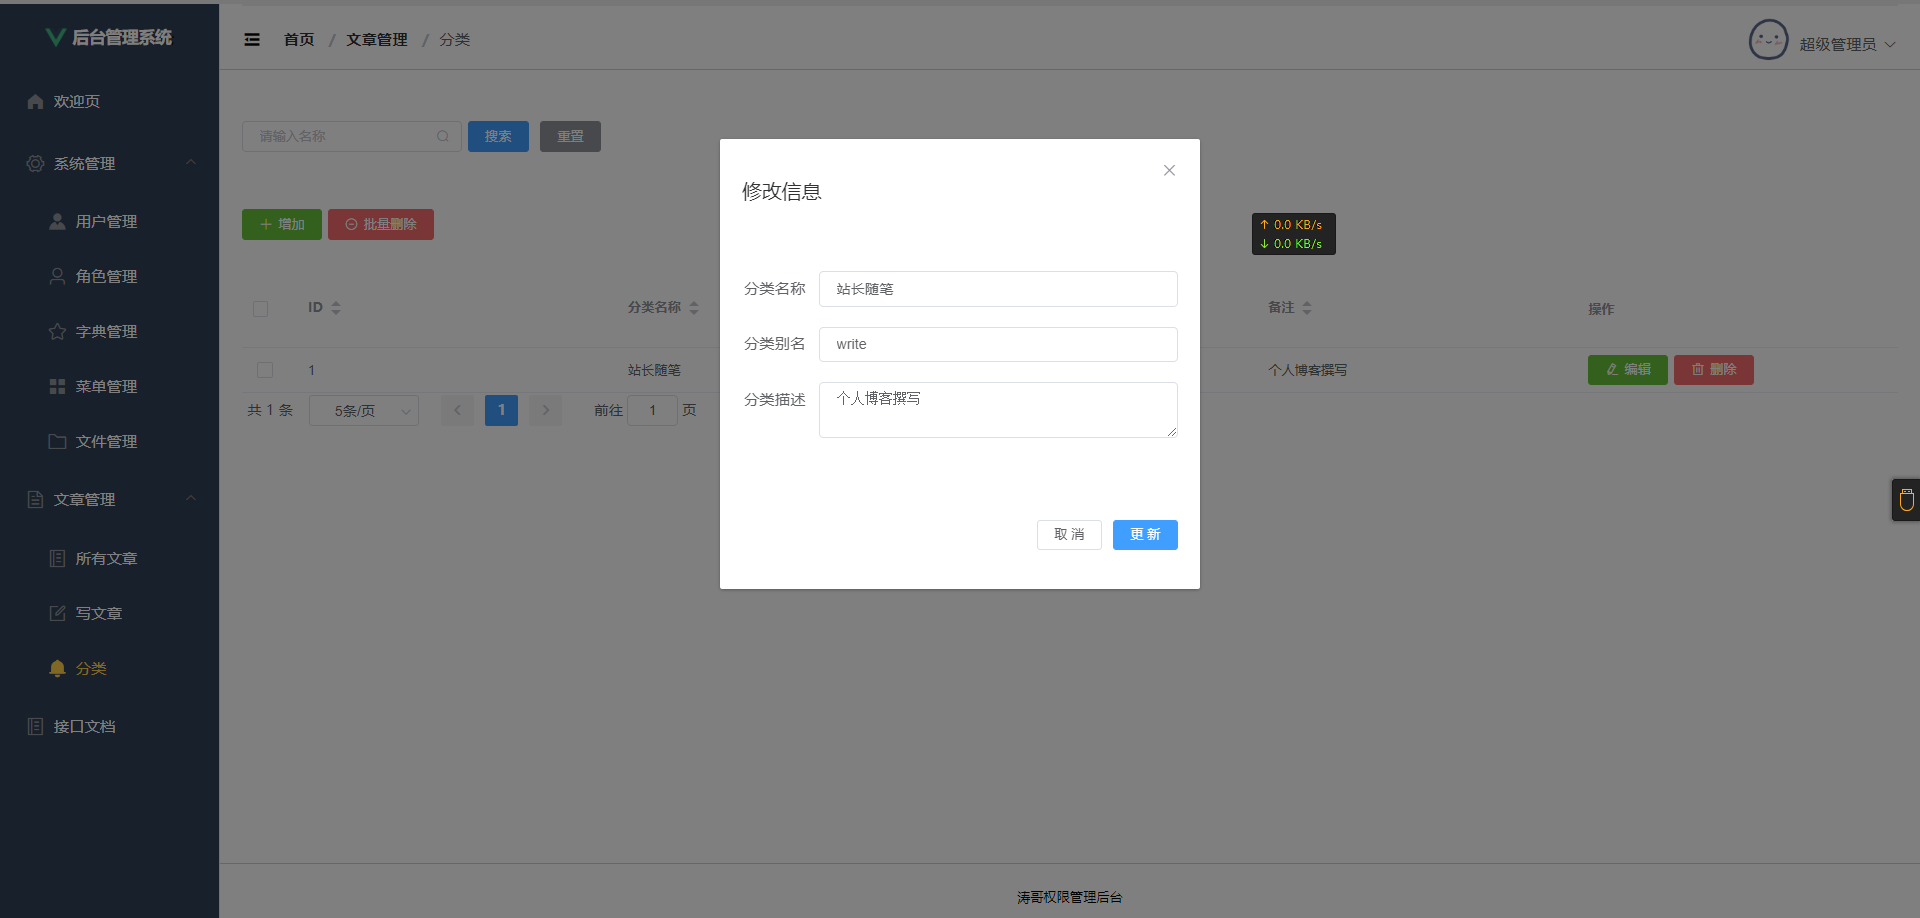 后台管理系统
欢迎页
系统管理
用户管理
角色管理
字典管理
菜单管理
文件管理
文章管理
所有文章
写文章
分类
接口文档
首页 / 文章管理 / 分类
超级管理员
请输入名称 搜索 重置
增加 批量删除
ID 分类名称 备注 操作
1 站长随笔 个人博客撰写 编辑 删除
共 1 条 5条/页 1 前往 1 页
修改信息
分类名称 站长随笔
分类别名 write
分类描述 个人博客撰写
取 消 更 新
↑ 0.0 KB/s
↓ 0.0 KB/s
涛哥权限管理后台